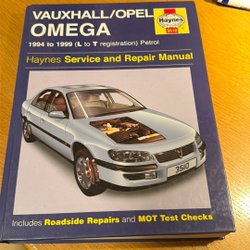 VAUXHALL/OPEL
OMEGA
Haynes
3510
1994 to 1999 (L to T registration) Petrol
Haynes Service and Repair Manual
3510
Includes Roadside Repairs and MOT Test Checks